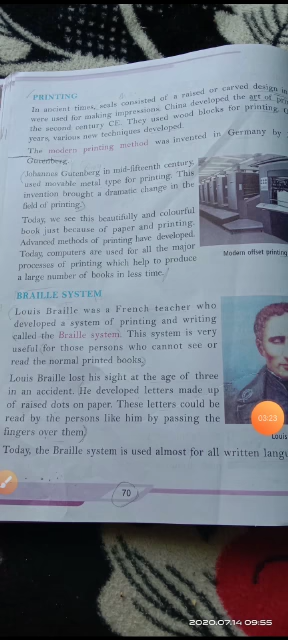 PRINTING
In ancient times, seals consisted of a raised or carved design
were used for making impressions. China developed the art of
the second century CE. They used wood blocks for printing.
years, various new techniques developed.
The modern printing method was invented in Germany by
Gutenberg.
Johannes Gutenberg in mid-fifteenth century,
used movable metal type for printing. This
invention brought a dramatic change in the
field of printing.
Today, we see this beautifully and colourful
book just because of paper and printing.
Advanced methods of printing have developed.
Today, computers are used for all the major
processes of printing which help to produce
a large number of books in less time.
Modern offset printing
BRAILLE SYSTEM
Louis Braille was a French teacher who
developed a system of printing and writing
called the Braille system. This system is very
useful for those persons who cannot see or
read the normal printed books.
Louis Braille lost his sight at the age of three
in an accident. He developed letters made up
of raised dots on paper. These letters could be
read by the persons like him by passing the
fingers over them
03:23
Louis
Today, the Braille system is used almost for all written
70
2020.07.14 09:55